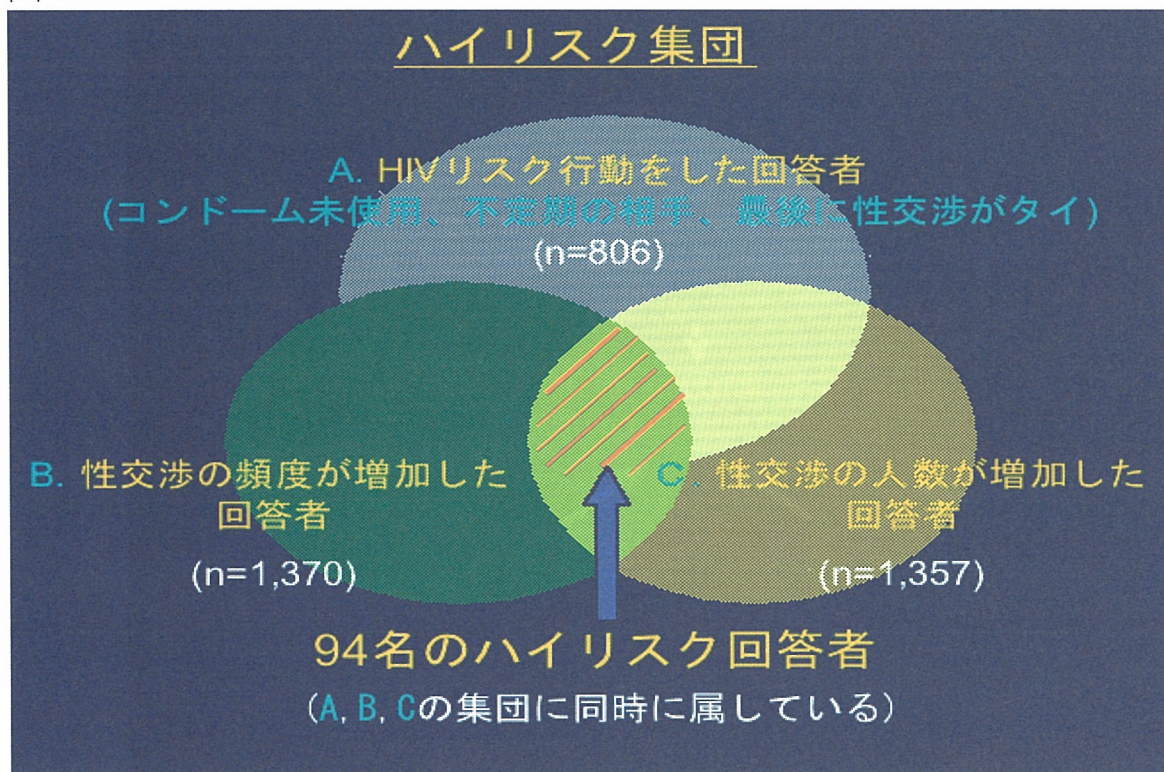 ハイリスク集団
A. HIVリスク行動をした回答者
(コンドーム未使用、不定期の相手、最後に性交渉がタイ)
(n=806)
B. 性交渉の頻度が増加した
回答者
(n=1,370)
C. 性交渉の人数が増加した
回答者
(n=1,357)
94名のハイリスク回答者
(A, B, Cの集団に同時に属している)